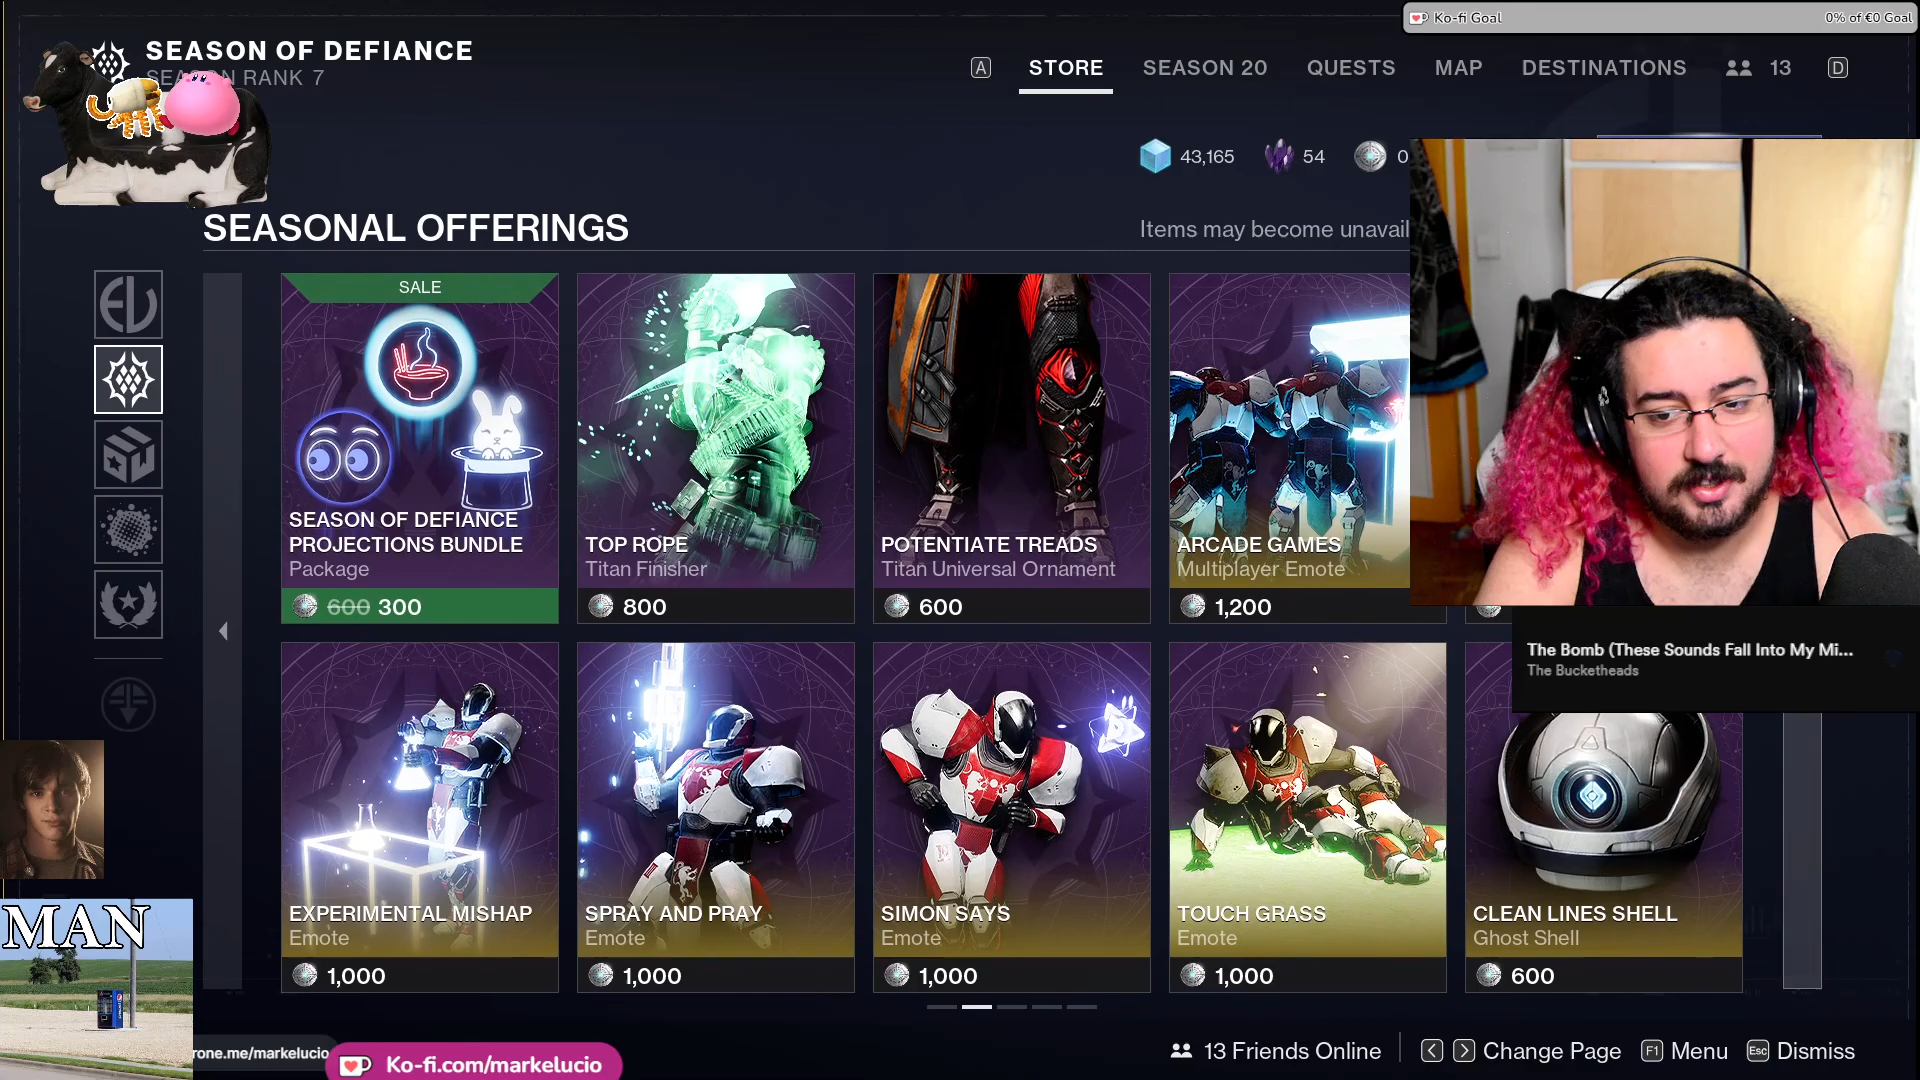 Ko-fi Goal
0% of €0 Goal
SEASON OF DEFIANCE
SEASON RANK 7
A
STORE
SEASON 20
QUESTS
MAP
DESTINATIONS
13
D
43,165
54
0
SEASONAL OFFERINGS
Items may become unavail
SALE
SEASON OF DEFIANCE
PROJECTIONS BUNDLE
Package
600 300
TOP ROPE
Titan Finisher
800
POTENTIATE TREADS
Titan Universal Ornament
600
ARCADE GAMES
Multiplayer Emote
1,200
The Bomb (These Sounds Fall Into My Mi...
The Bucketheads
EXPERIMENTAL MISHAP
Emote
1,000
SPRAY AND PRAY
Emote
1,000
SIMON SAYS
Emote
1,000
TOUCH GRASS
Emote
1,000
CLEAN LINES SHELL
Ghost Shell
600
MAN
rone.me/markelucio
Ko-fi.com/markelucio
13 Friends Online
Change Page
F1 Menu
Esc Dismiss